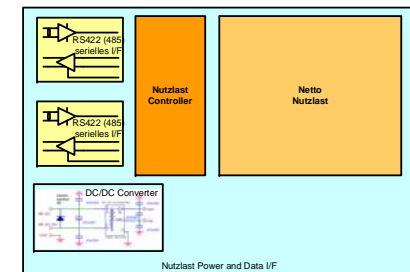 RS422 (485)
serielles I/F
RS422 (485)
serielles I/F
Nutzlast
Controller
Netto
Nutzlast
DC/DC Converter
Nutzlast Power and Data I/F